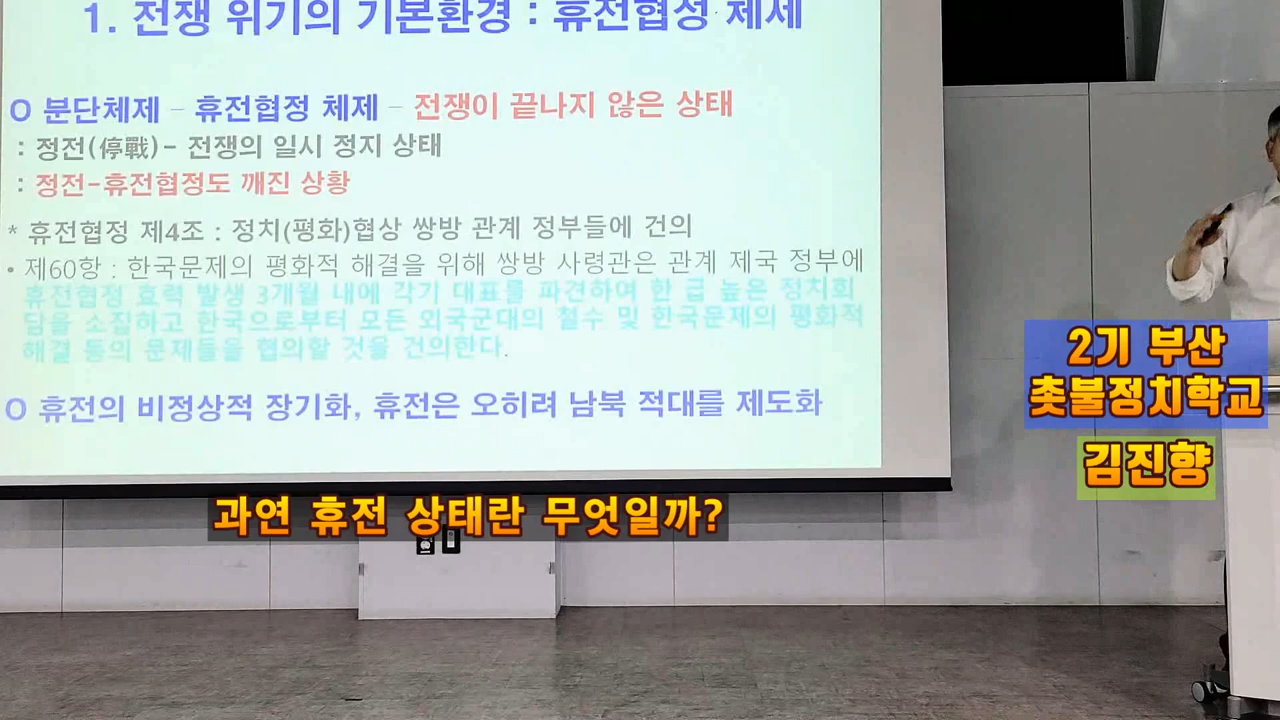 1. 전쟁 위기의 기본환경 : 휴전협정 체제
O 분단체제 - 휴전협정 체제 - 전쟁이 끝나지 않은 상태
: 정전(停戰)- 전쟁의 일시 정지 상태
: 정전-휴전협정도 깨진 상황
* 휴전협정 제4조 : 정치(평화)협상 쌍방 관계 정부들에 건의
• 제60항 : 한국문제의 평화적 해결을 위해 쌍방 사령관은 관계 제국 정부에
휴전협정 효력 발생 3개월 내에 각기 대표를 파견하여 한 급 높은 정치회
담을 소집하고 한국으로부터 모든 외국군대의 철수 및 한국문제의 평화적
해결 등의 문제들을 협의할 것을 건의한다.
O 휴전의 비정상적 장기화, 휴전은 오히려 남북 적대를 제도화
2기 부산
촛불정치학교
김진향
과연 휴전 상태란 무엇일까?